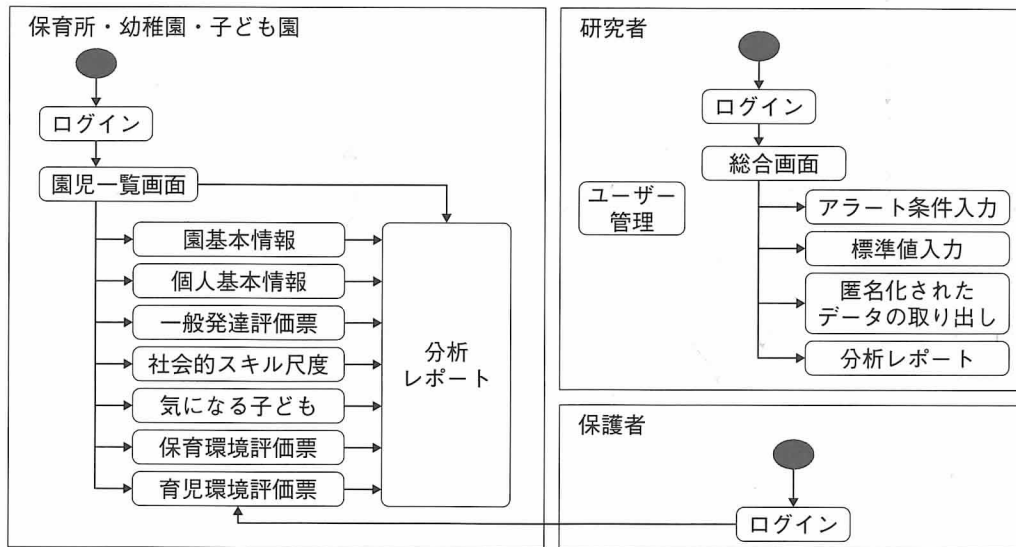 保育所・幼稚園・子ども園
ログイン
園児一覧画面
園基本情報
個人基本情報
一般発達評価票
社会的スキル尺度
気になる子ども
保育環境評価票
育児環境評価票
分析
レポート
研究者
ログイン
総合画面
ユーザー
管理
アラート条件入力
標準値入力
匿名化された
データの取り出し
分析レポート
保護者
ログイン